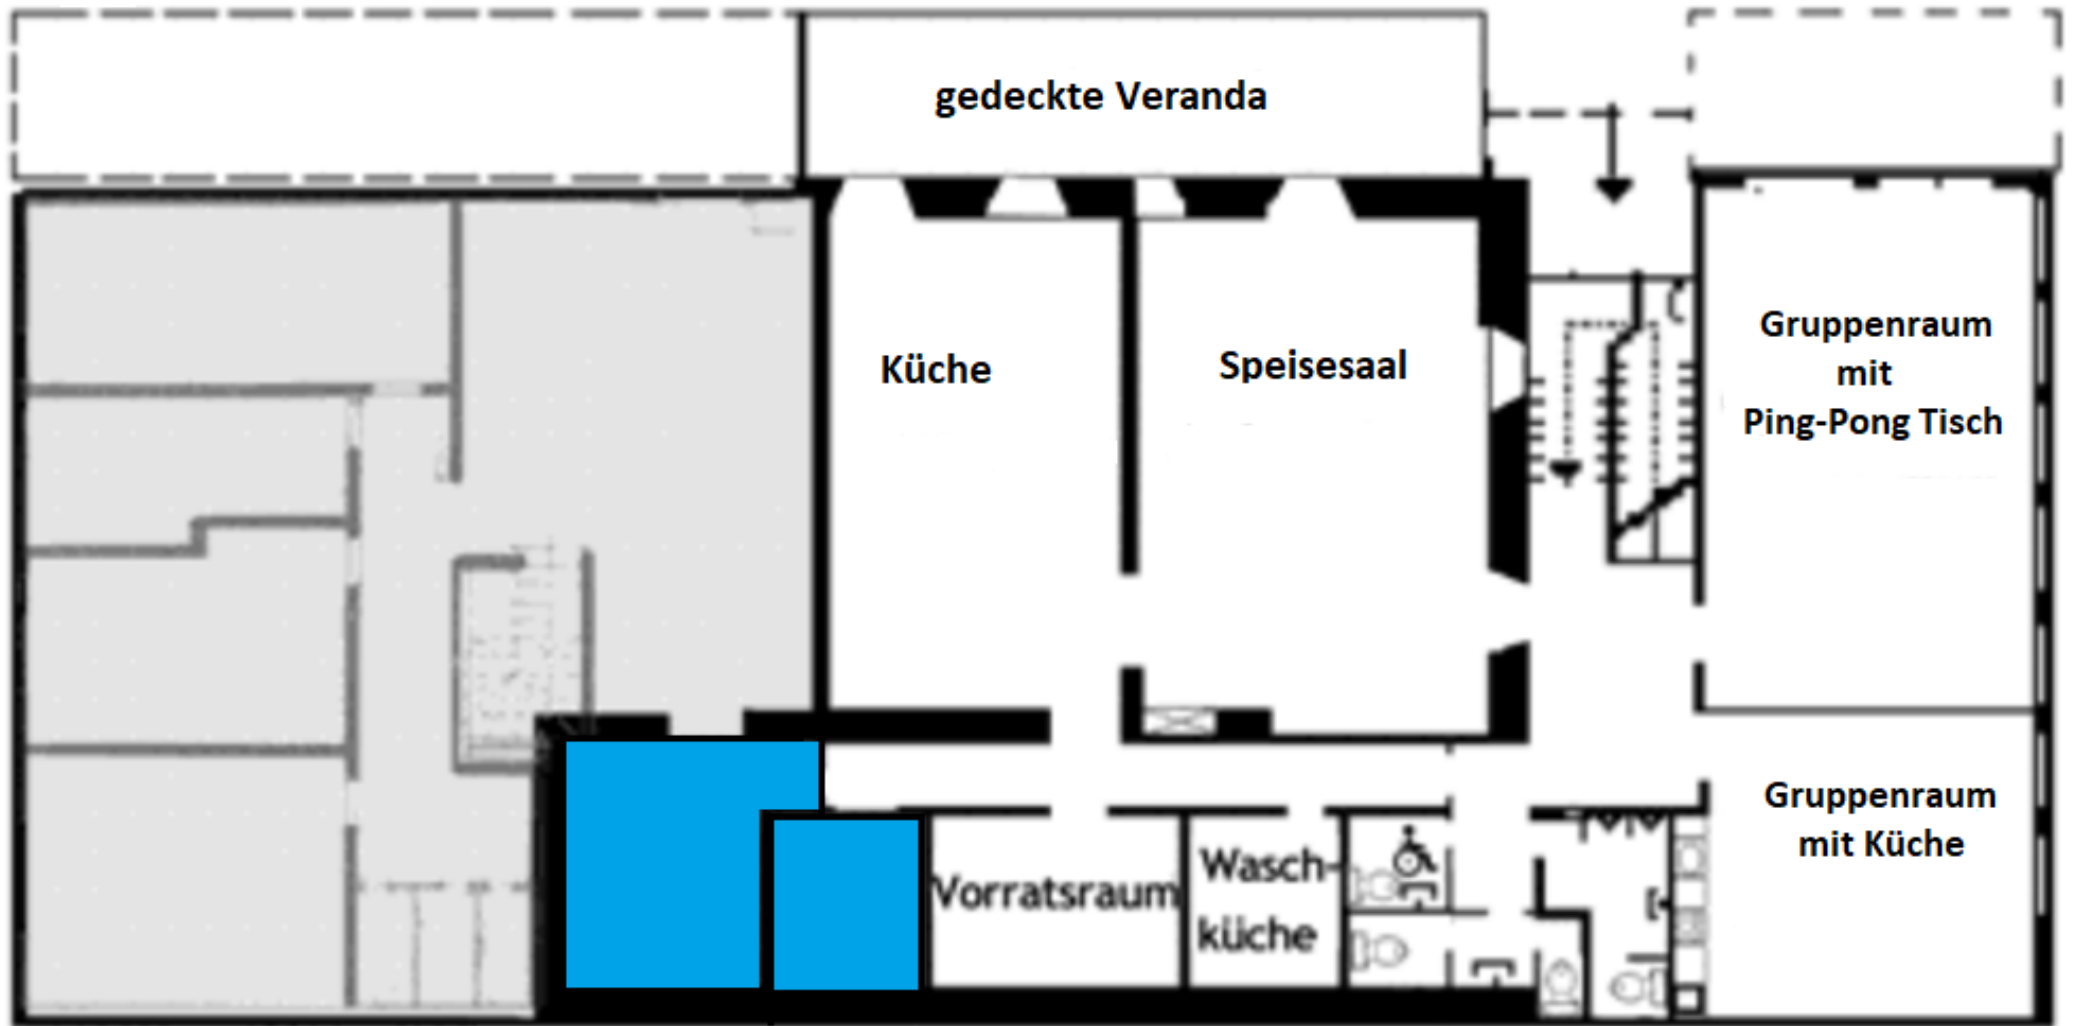 gedeckte Veranda
Küche
Speisesaal
Gruppenraum
mit
Ping-Pong Tisch
Gruppenraum
mit Küche
Vorratsraum
Wasch-
küche